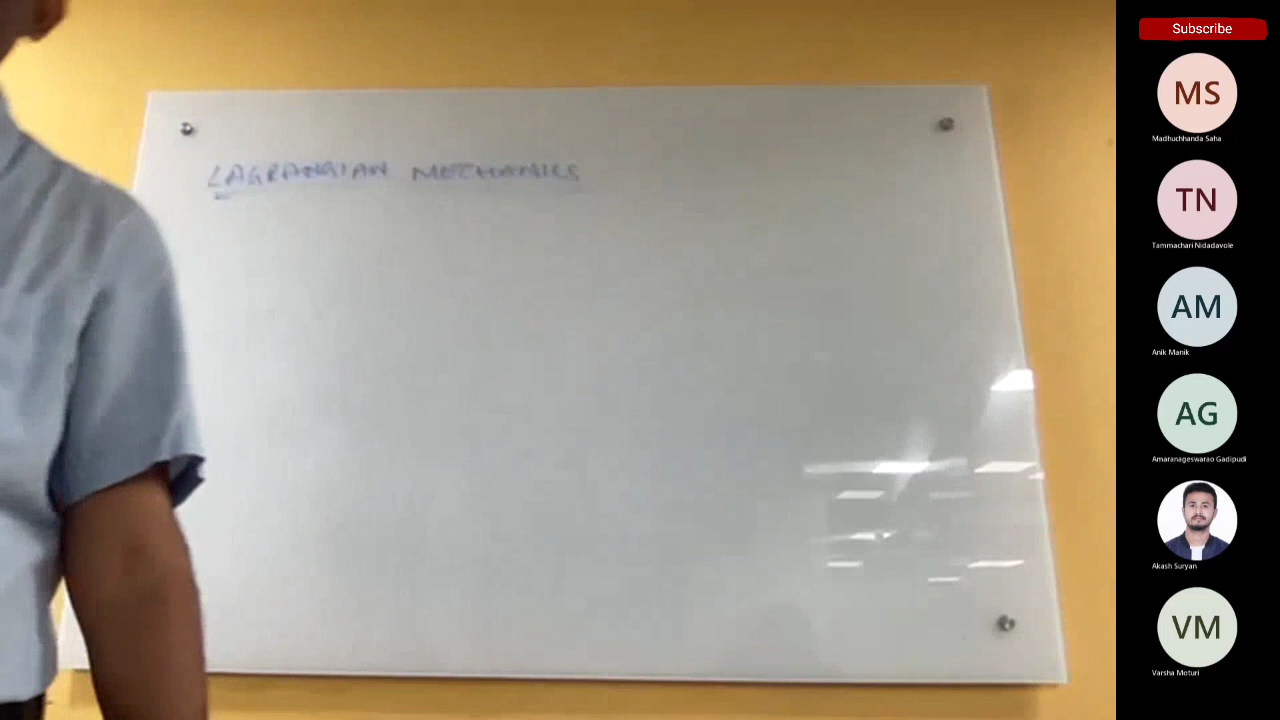 LAGRANGIAN MECHANICS
Subscribe
MS
Madhuchhanda Saha
TN
Tammachari Nidadavole
AM
Anik Manik
AG
Amaranageswarao Gadipudi
Akash Suryan
VM
Varsha Moturi